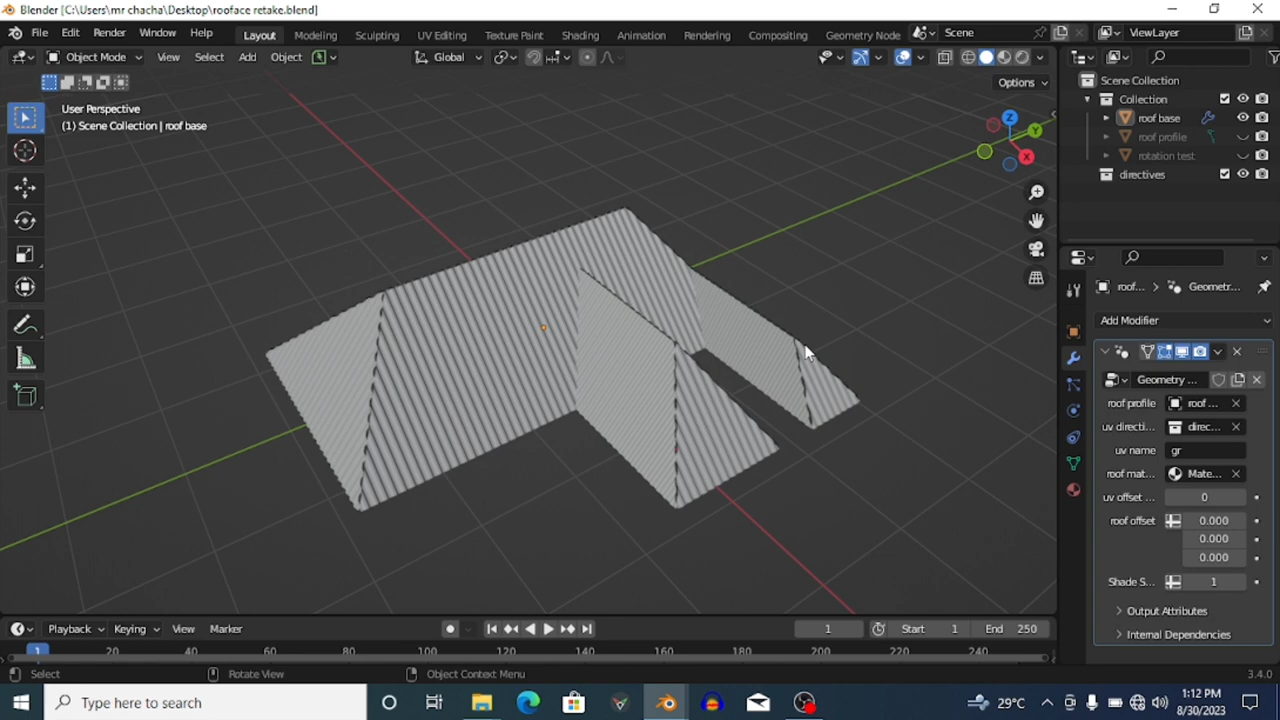 Blender [C:\Users\mr chacha\Desktop\rooface retake.blend]
File Edit Render Window Help Layout Modeling Sculpting UV Editing Texture Paint Shading Animation Rendering Compositing Geometry Node Scene ViewLayer
Object Mode View Select Add Object Global
Options
User Perspective
(1) Scene Collection | roof base
Z
Y
X
Scene Collection
Collection
roof base
roof profile
rotation test
directives
roof... > Geometr...
Add Modifier
Geometry ...
roof profile roof ...
uv directi... direc...
uv name gr
roof mat... Mate...
uv offset ... 0
roof offset 0.000
0.000
0.000
Shade S... 1
Output Attributes
Internal Dependencies
Playback Keying View Marker 1 Start 1 End 250
1 20 40 60 80 100 120 140 160 180 200 220 240
Select Rotate View Object Context Menu 3.4.0
Type here to search 29°C 1:12 PM
8/30/2023